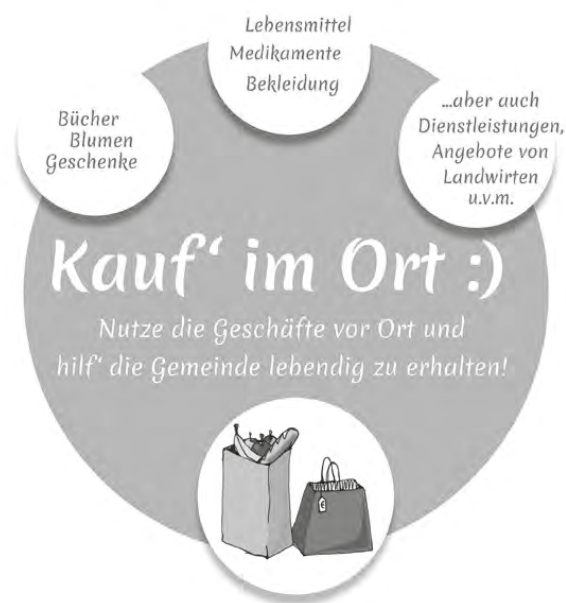 Lebensmittel
Medikamente
Bekleidung
Bücher
Blumen
Geschenke
...aber auch
Dienstleistungen,
Angebote von
Landwirten
u.v.m.
Kauf‘ im Ort :)
Nutze die Geschäfte vor Ort und
hilf‘ die Gemeinde lebendig zu erhalten!
€